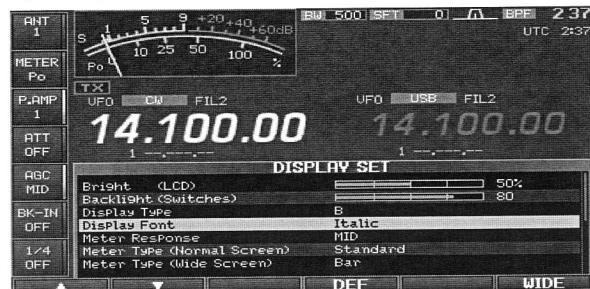 ANT
1
S 1 5 9 +20 +40 +60dB
10 25 50 100 %
Po
BW 500 SFT 0 BPF 2 37
UTC 2:37
METER
Po
TX
P.AMP
1
VFO CW FIL2
VFO USB FIL2
14.100.00
14.100.00
1 --.---.--
1 --.---.--
ATT
OFF
AGC
MID
BK-IN
OFF
1/4
OFF
DISPLAY SET
Bright (LCD) 50%
Backlight (Switches) 80
Display Type B
Display Font Italic
Meter Response MID
Meter Type (Normal Screen) Standard
Meter Type (Wide Screen) Bar
DEF
WIDE